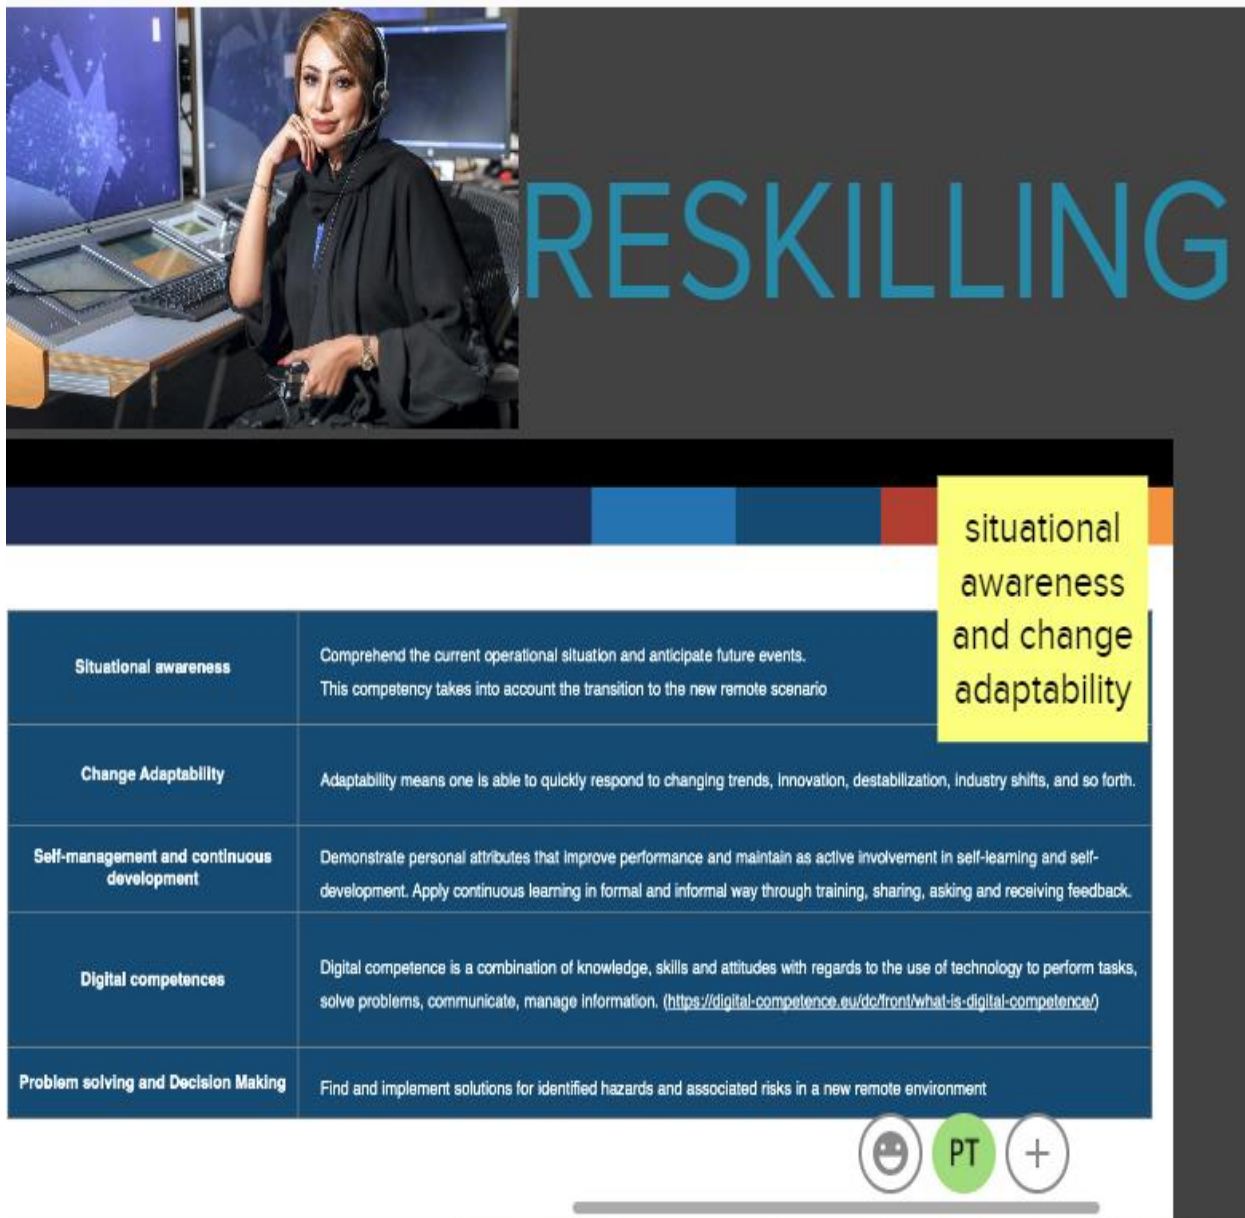 RESKILLING
situational
awareness
and change
adaptability
Situational awareness
Comprehend the current operational situation and anticipate future events.
This competency takes into account the transition to the new remote scenario
Change Adaptability
Adaptability means one is able to quickly respond to changing trends, innovation, destabilization, industry shifts, and so forth.
Self-management and continuous
development
Demonstrate personal attributes that improve performance and maintain as active involvement in self-learning and self-
development. Apply continuous learning in formal and informal way through training, sharing, asking and receiving feedback.
Digital competences
Digital competence is a combination of knowledge, skills and attitudes with regards to the use of technology to perform tasks,
solve problems, communicate, manage information. (https://digital-competence.eu/dc/front/what-is-digital-competence/)
Problem solving and Decision Making
Find and implement solutions for identified hazards and associated risks in a new remote environment
PT